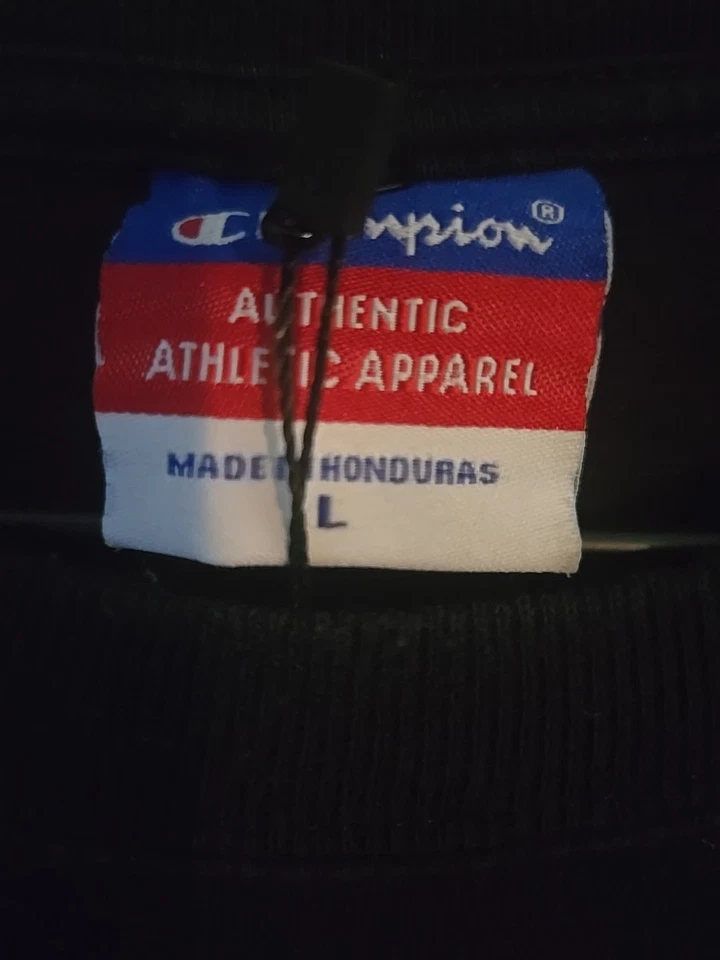 Champion®
AUTHENTIC
ATHLETIC APPAREL
MADE IN HONDURAS
L